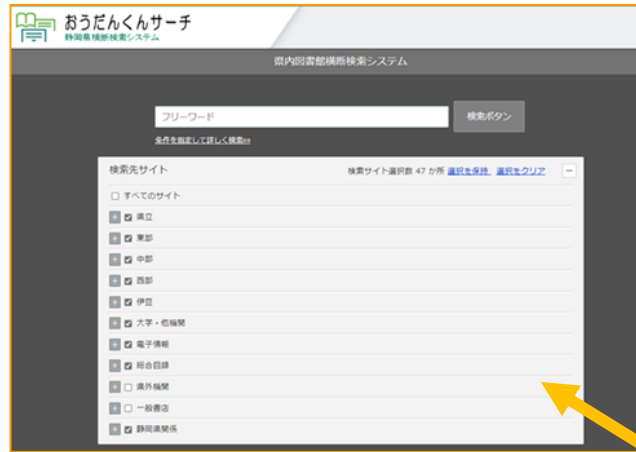 おうだんくんサーチ
静岡県横断検索システム
県内図書館横断検索システム
フリーワード
検索ボタン
条件を指定して詳しく検索⇨
検索先サイト 検索サイト選択数 47 か所 選択を保持 選択をクリア
すべてのサイト
県立
東部
中部
西部
伊豆
大学・他機関
電子情報
総合目録
県外機関
一般書店
静岡県関係